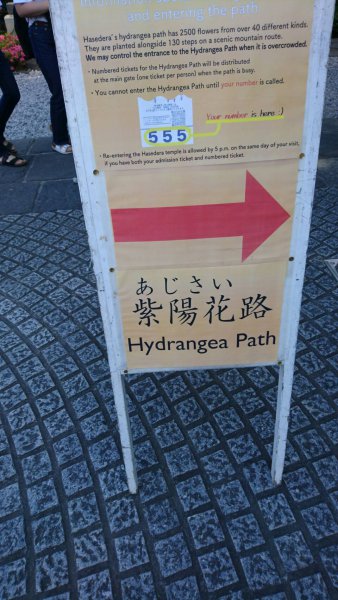 and entering the path
Hasedera's hydrangea path has 2500 flowers from over 40 different kinds.
They are planted alongside 130 steps on a scenic mountain route.
We may control the entrance to the Hydrangea Path when it is overcrowded.
· Numbered tickets for the Hydrangea Path will be distributed
at the main gate (one ticket per person) when the path is busy.
· You cannot enter the Hydrangea Path until your number is called.
Your number is here :)
555
· Re-entering the Hasedera temple is allowed by 5 p.m. on the same day of your visit,
if you have both your admission ticket and numbered ticket.
あじさい
紫陽花路
Hydrangea Path